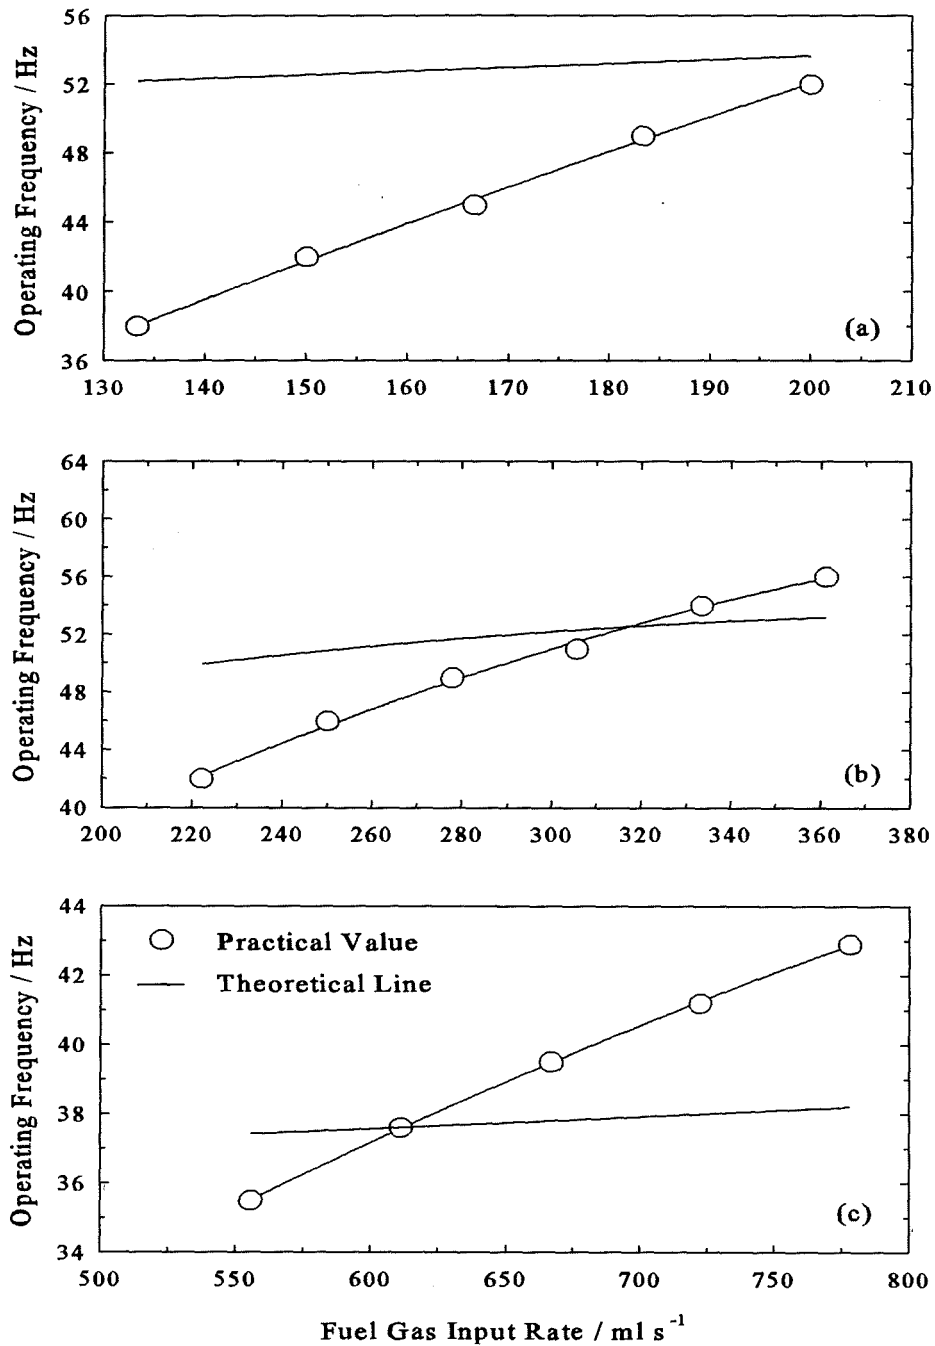 56
52
48
44
40
36
Operating Frequency / Hz
(a)
130 140 150 160 170 180 190 200 210
64
60
56
52
48
44
40
Operating Frequency / Hz
(b)
200 220 240 260 280 300 320 340 360 380
44
42
40
38
36
34
Operating Frequency / Hz
Practical Value
Theoretical Line
(c)
500 550 600 650 700 750 800
Fuel Gas Input Rate / ml s⁻¹